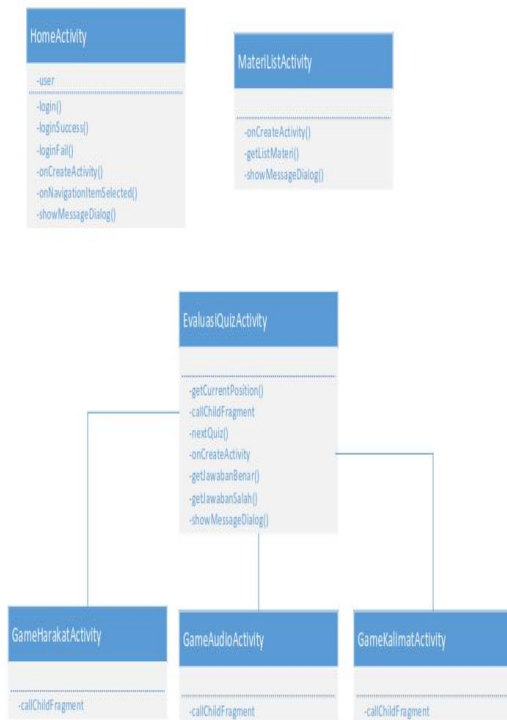 HomeActivity
-user
-login()
-loginSuccess()
-loginFail()
-onCreateActivity()
-onNavigationItemSelected()
-showMessageDialog()
MateriListActivity
-onCreateActivity()
-getListMateri()
-showMessageDialog()
EvaluasiQuizActivity
-getCurrentPosition()
-callChildFragment
-nextQuiz()
-onCreateActivity
-getJawabanBenar()
-getJawabanSalah()
-showMessageDialog()
GameHarakatActivity
-callChildFragment
GameAudioActivity
-callChildFragment
GameKalimatActivity
-callChildFragment